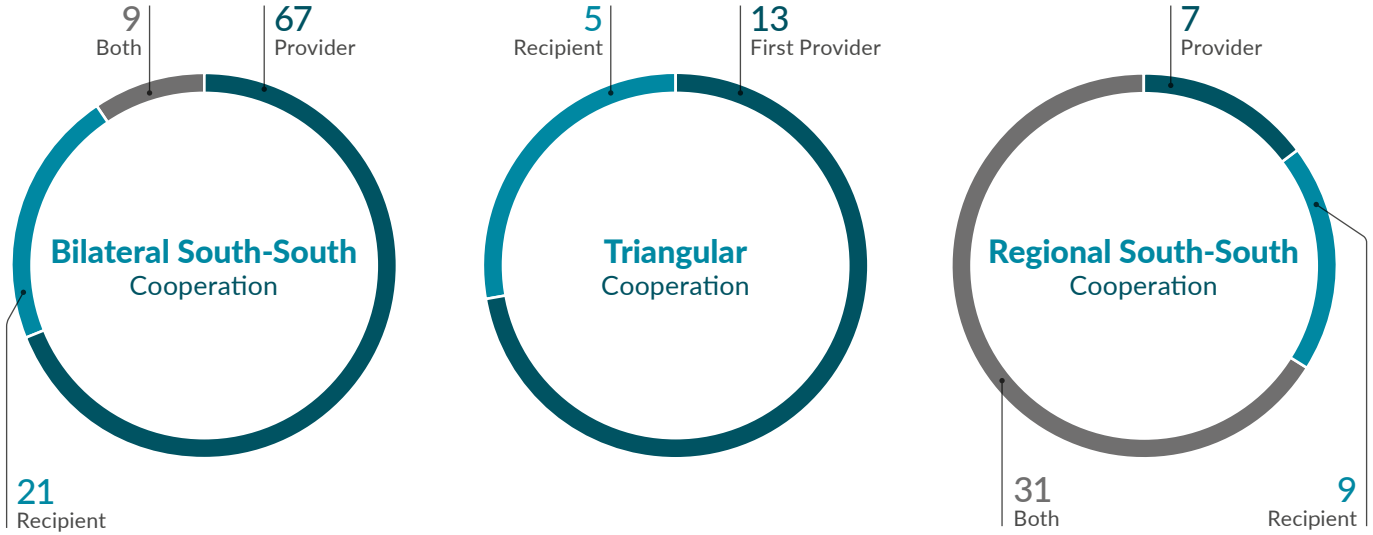 9
Both
67
Provider
Bilateral South-South
Cooperation
21
Recipient
5
Recipient
13
First Provider
Triangular
Cooperation
7
Provider
Regional South-South
Cooperation
31
Both
9
Recipient